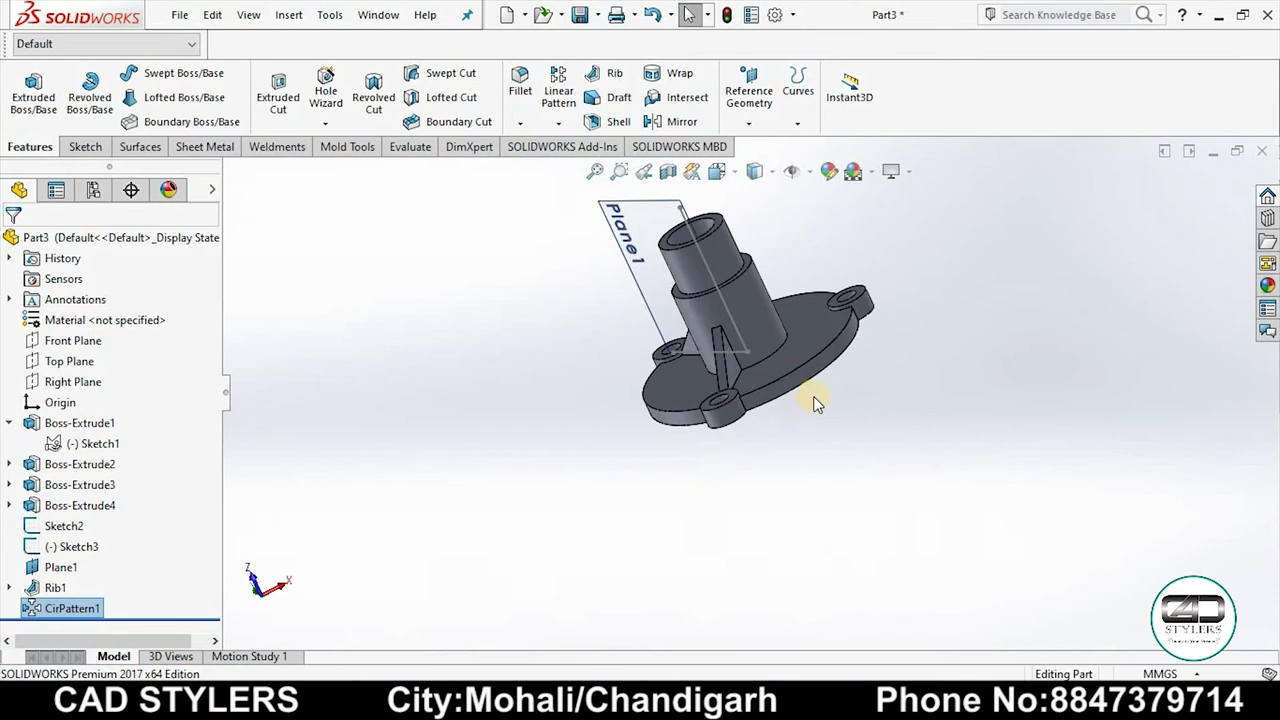 SOLIDWORKS
File Edit View Insert Tools Window Help
Part3 *
Search Knowledge Base
?
Default
Extruded Boss/Base
Revolved Boss/Base
Swept Boss/Base
Lofted Boss/Base
Boundary Boss/Base
Extruded Cut
Hole Wizard
Revolved Cut
Swept Cut
Lofted Cut
Boundary Cut
Fillet
Linear Pattern
Rib
Draft
Shell
Wrap
Intersect
Mirror
Reference Geometry
Curves
Instant3D
Features Sketch Surfaces Sheet Metal Weldments Mold Tools Evaluate DimXpert SOLIDWORKS Add-Ins SOLIDWORKS MBD
Part3 (Default<<Default>_Display State
History
Sensors
Annotations
Material <not specified>
Front Plane
Top Plane
Right Plane
Origin
Boss-Extrude1
(-) Sketch1
Boss-Extrude2
Boss-Extrude3
Boss-Extrude4
Sketch2
(-) Sketch3
Plane1
Rib1
CirPattern1
Plane1
Z
X
CAD
STYLERS
Model 3D Views Motion Study 1
SOLIDWORKS Premium 2017 x64 Edition
Editing Part
MMGS
CAD STYLERS City:Mohali/Chandigarh Phone No:8847379714